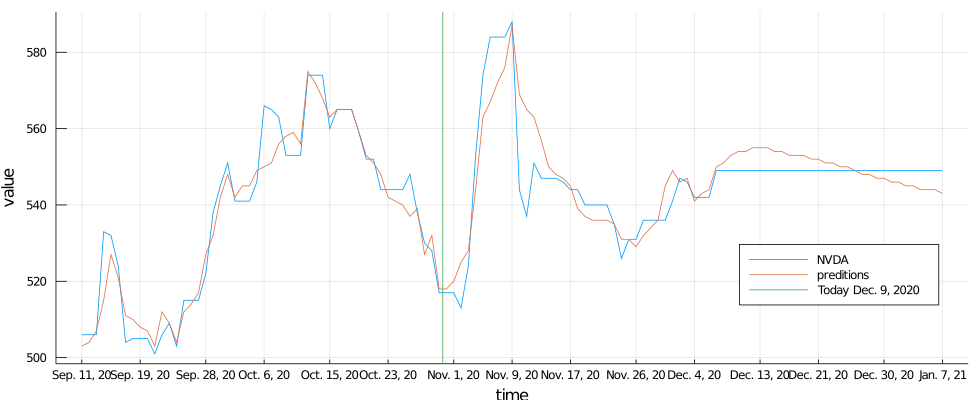 580
560
540
520
500
value
NVDA
preditions
Today Dec. 9, 2020
Sep. 11, 20 Sep. 19, 20 Sep. 28, 20 Oct. 6, 20 Oct. 15, 20 Oct. 23, 20 Nov. 1, 20 Nov. 9, 20 Nov. 17, 20 Nov. 26, 20 Dec. 4, 20 Dec. 13, 20 Dec. 21, 20 Dec. 30, 20 Jan. 7, 21
time